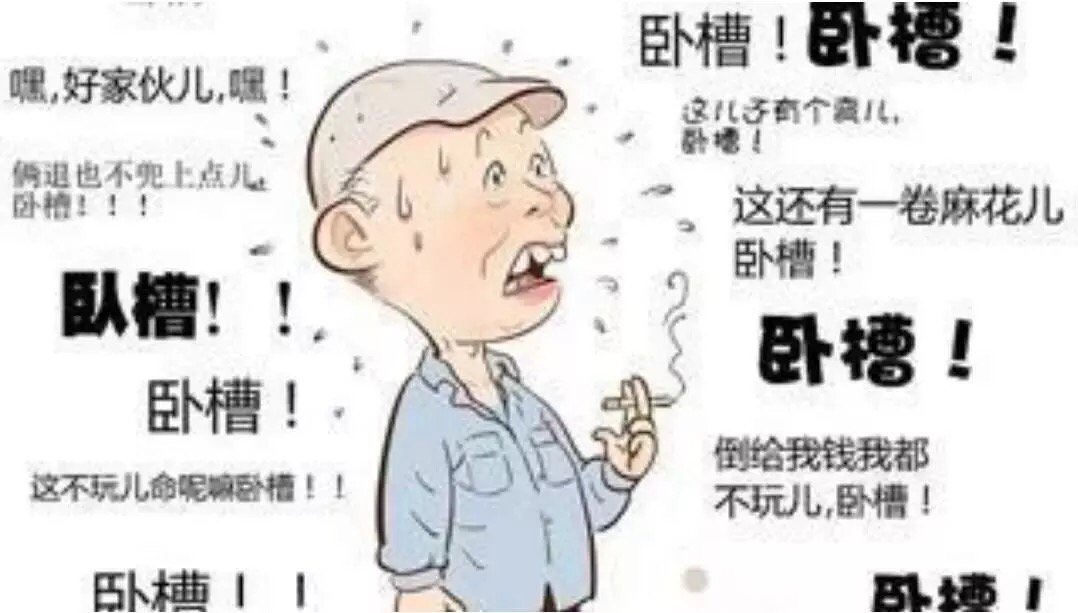 嘿,好家伙儿,嘿！
俩退也不兜上点儿,
卧槽！！！
卧槽！！
卧槽！
这不玩儿命呢嘛卧槽！！
卧槽！！
卧槽！卧槽！
卧槽！
这还有一卷麻花儿
卧槽！
卧槽！
倒给我钱我都
不玩儿,卧槽！
卧槽！